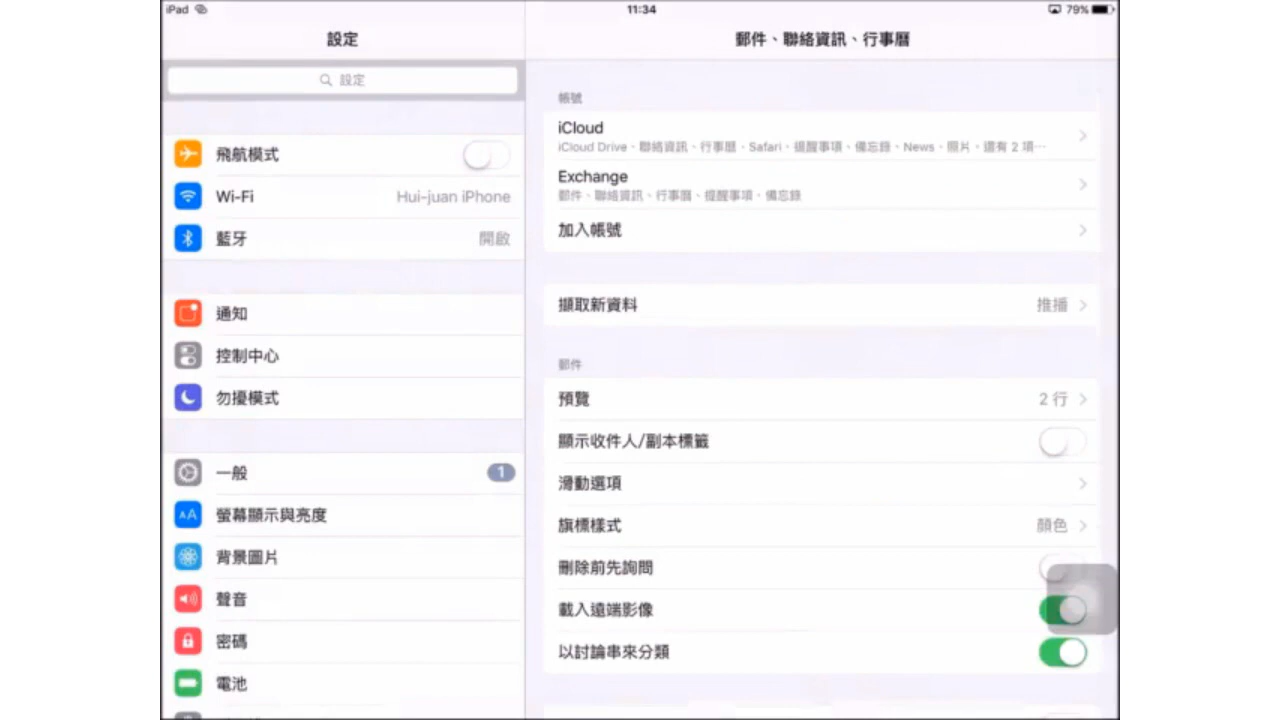 iPad
11:34
79%
設定
設定
飛航模式
Wi-Fi
Hui-juan iPhone
藍牙
開啟
通知
控制中心
勿擾模式
一般
1
AA
螢幕顯示與亮度
背景圖片
聲音
密碼
電池
郵件、聯絡資訊、行事曆
帳號
iCloud
iCloud Drive、聯絡資訊、行事曆、Safari、提醒事項、備忘錄、News、照片、還有 2 項⋯
Exchange
郵件、聯絡資訊、行事曆、提醒事項、備忘錄
加入帳號
擷取新資料
推播
郵件
預覽
2 行
顯示收件人/副本標籤
滑動選項
旗標樣式
顏色
刪除前先詢問
載入遠端影像
以討論串來分類